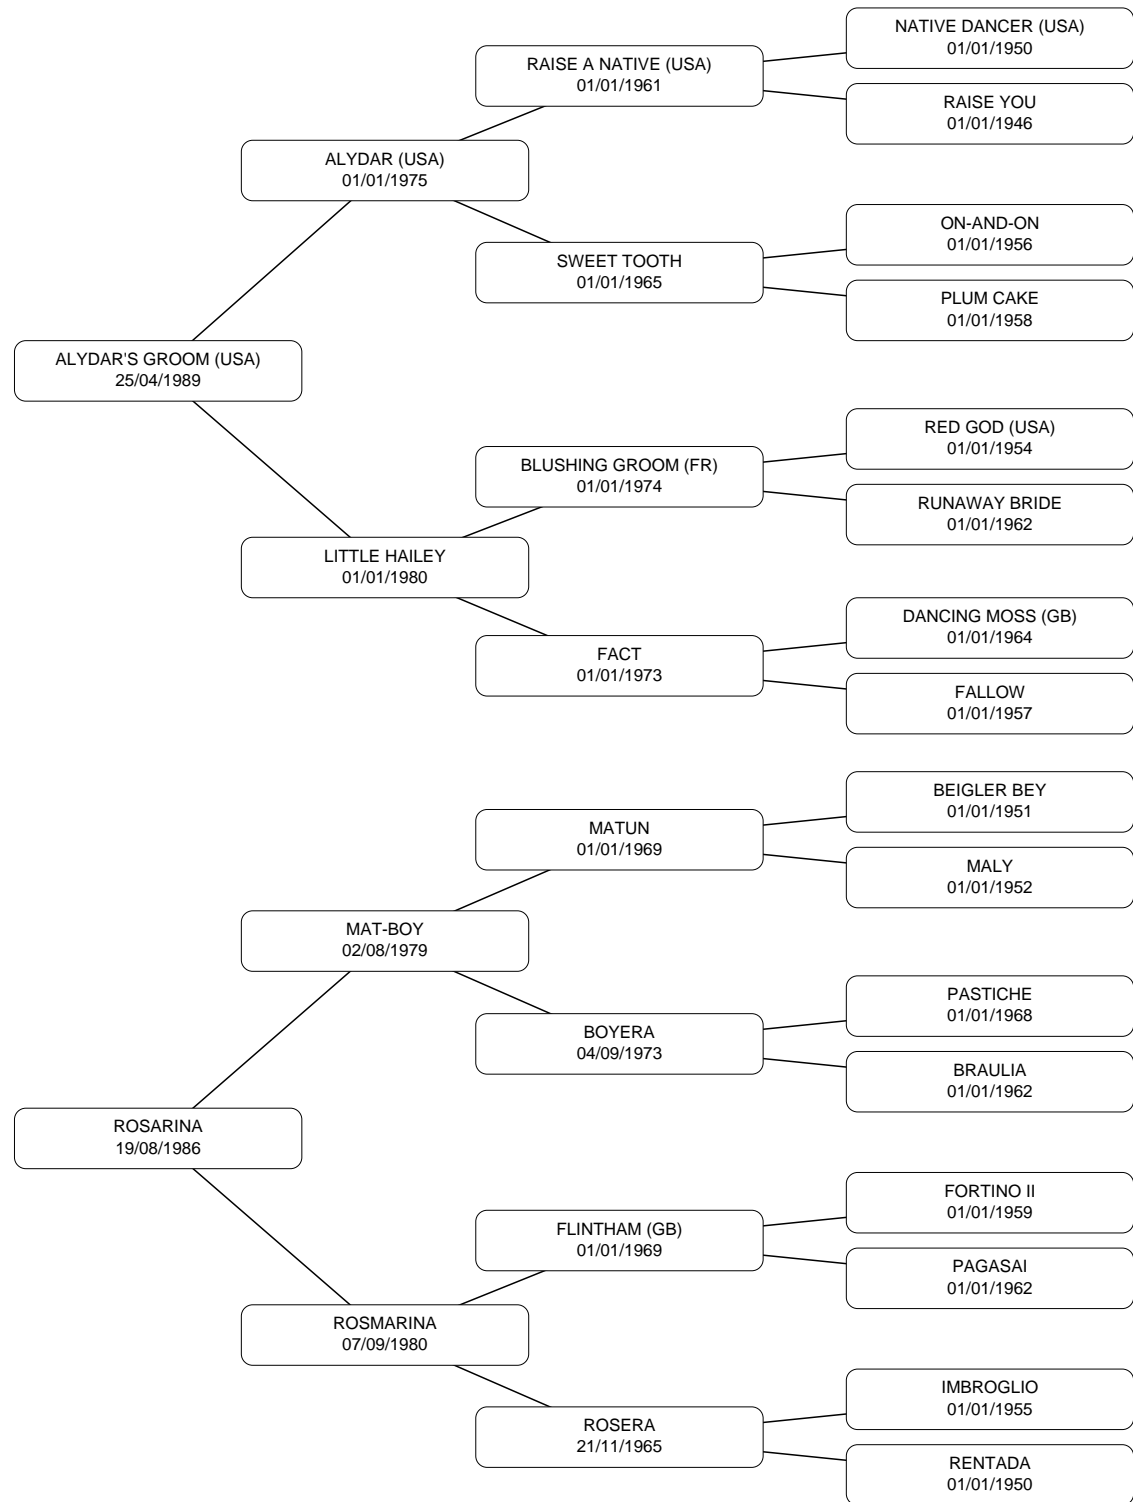 NATIVE DANCER (USA)
01/01/1950
RAISE A NATIVE (USA)
01/01/1961
RAISE YOU
01/01/1946
ALYDAR (USA)
01/01/1975
ON-AND-ON
01/01/1956
SWEET TOOTH
01/01/1965
PLUM CAKE
01/01/1958
ALYDAR'S GROOM (USA)
25/04/1989
RED GOD (USA)
01/01/1954
BLUSHING GROOM (FR)
01/01/1974
RUNAWAY BRIDE
01/01/1962
LITTLE HAILEY
01/01/1980
DANCING MOSS (GB)
01/01/1964
FACT
01/01/1973
FALLOW
01/01/1957
BEIGLER BEY
01/01/1951
MATUN
01/01/1969
MALY
01/01/1952
MAT-BOY
02/08/1979
PASTICHE
01/01/1968
BOYERA
04/09/1973
BRAULIA
01/01/1962
ROSARINA
19/08/1986
FORTINO II
01/01/1959
FLINTHAM (GB)
01/01/1969
PAGASAI
01/01/1962
ROSMARINA
07/09/1980
IMBROGLIO
01/01/1955
ROSERA
21/11/1965
RENTADA
01/01/1950